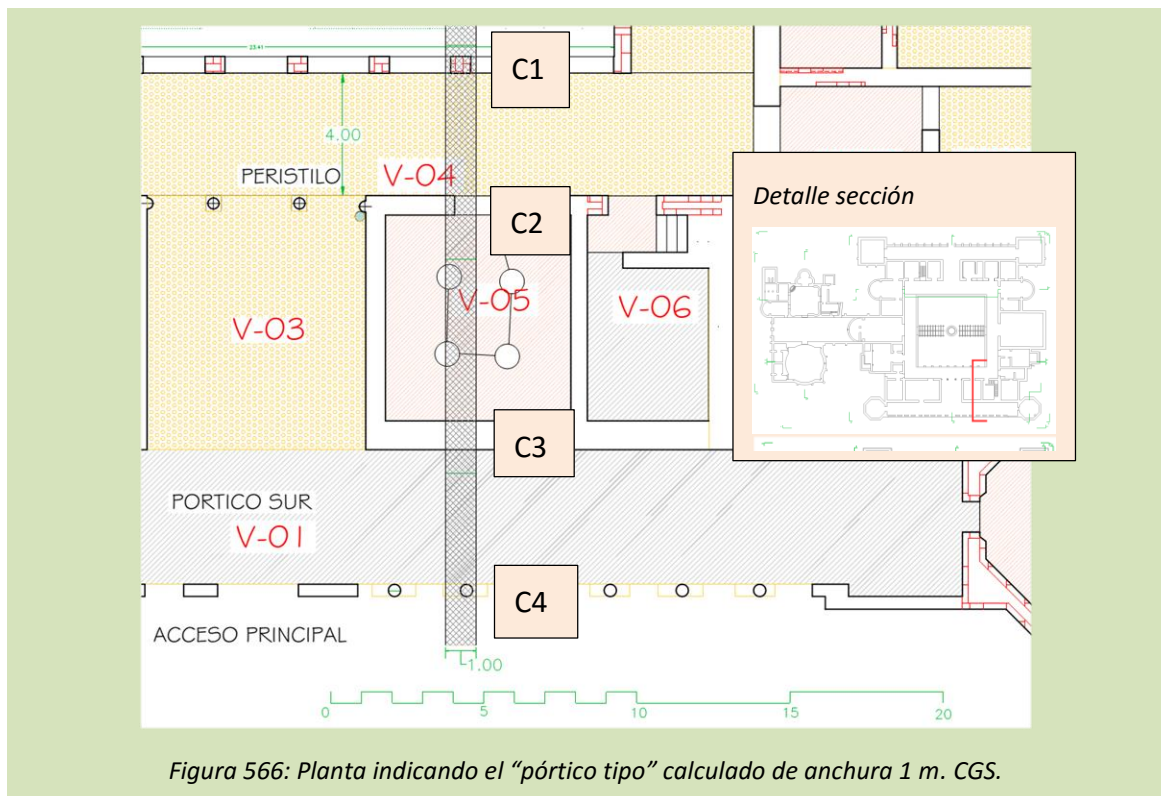 23.41
C1
4.00
PERISTILO
V-04
Detalle sección
C2
V-05
V-06
V-03
C3
PORTICO SUR
V-01
C4
ACCESO PRINCIPAL
1.00
0
5
10
15
20
Figura 566: Planta indicando el “pórtico tipo” calculado de anchura 1 m. CGS.